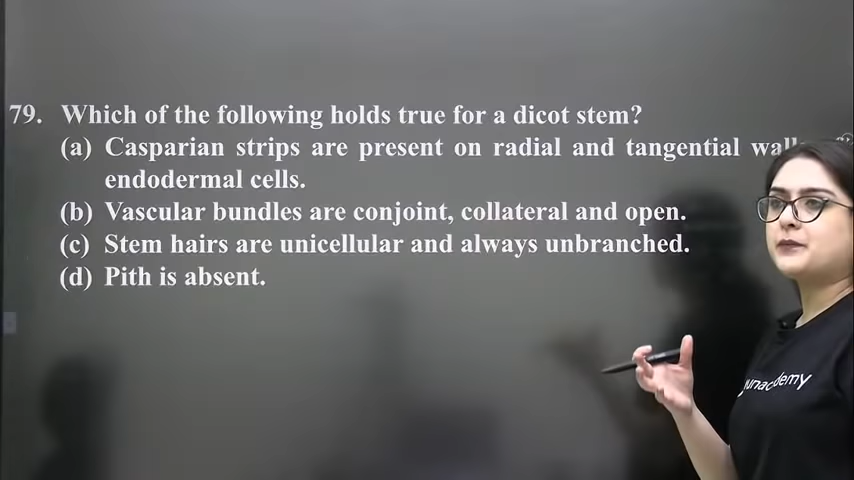 79. Which of the following holds true for a dicot stem?
(a) Casparian strips are present on radial and tangential
endodermal cells.
(b) Vascular bundles are conjoint, collateral and open.
(c) Stem hairs are unicellular and always unbranched.
(d) Pith is absent.
unacademy